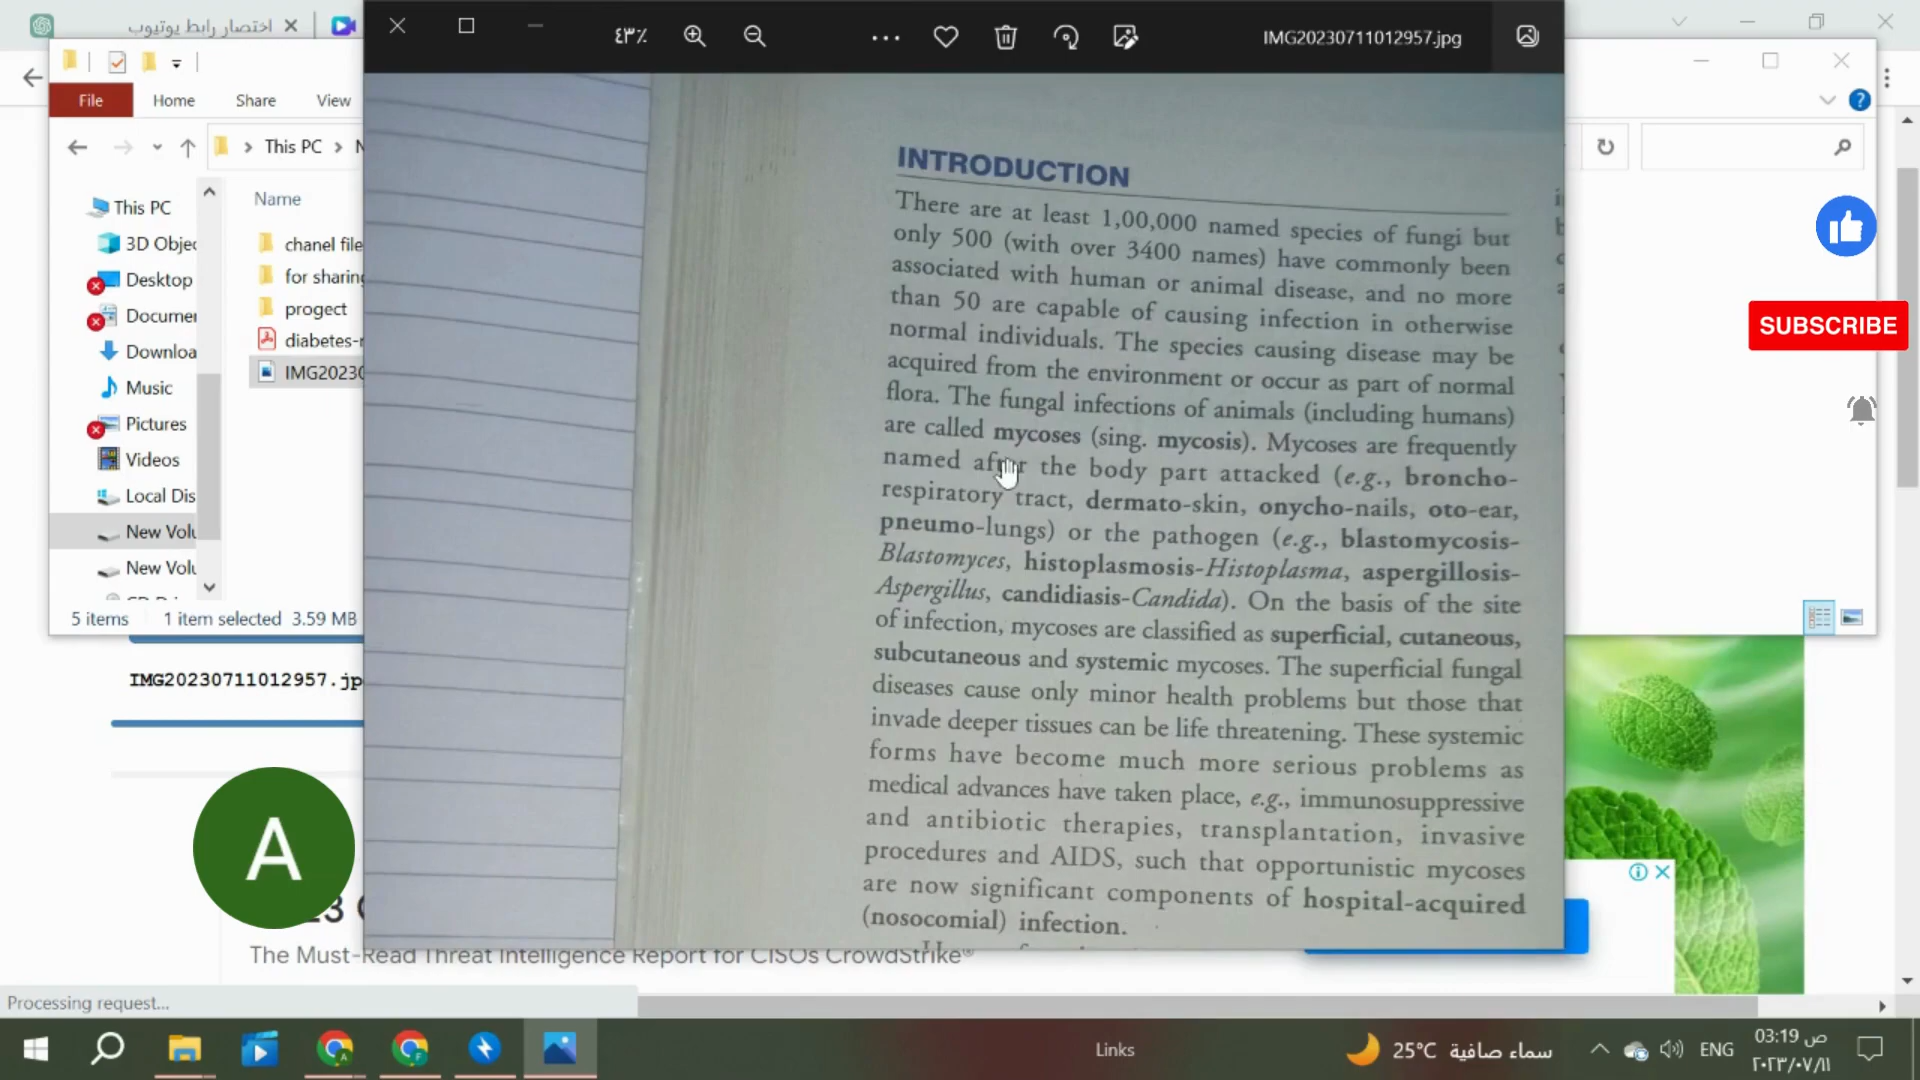 اختصار رابط يوتيوب
٤٣٪
IMG20230711012957.jpg
File
Home
Share
View
This PC
Name
This PC
3D Objec
Desktop
Documer
Downloa
Music
Pictures
Videos
Local Dis
New Volu
New Volu
chanel file
for sharing
progect
diabetes-r
IMG2023
5 items
1 item selected
3.59 MB
IMG20230711012957.jp
INTRODUCTION
There are at least 1,00,000 named species of fungi but
only 500 (with over 3400 names) have commonly been
associated with human or animal disease, and no more
than 50 are capable of causing infection in otherwise
normal individuals. The species causing disease may be
acquired from the environment or occur as part of normal
flora. The fungal infections of animals (including humans)
are called mycoses (sing. mycosis). Mycoses are frequently
named after the body part attacked (e.g., broncho-
respiratory tract, dermato-skin, onycho-nails, oto-ear,
pneumo-lungs) or the pathogen (e.g., blastomycosis-
Blastomyces, histoplasmosis-Histoplasma, aspergillosis-
Aspergillus, candidiasis-Candida). On the basis of the site
of infection, mycoses are classified as superficial, cutaneous,
subcutaneous and systemic mycoses. The superficial fungal
diseases cause only minor health problems but those that
invade deeper tissues can be life threatening. These systemic
forms have become much more serious problems as
medical advances have taken place, e.g., immunosuppressive
and antibiotic therapies, transplantation, invasive
procedures and AIDS, such that opportunistic mycoses
are now significant components of hospital-acquired
(nosocomial) infection.
SUBSCRIBE
A
The Must-Read Threat Intelligence Report for CISOs CrowdStrike®
Processing request...
Links
25°C سماء صافية
ENG
03:19 ص
٢٠٢٣/٠٧/١١